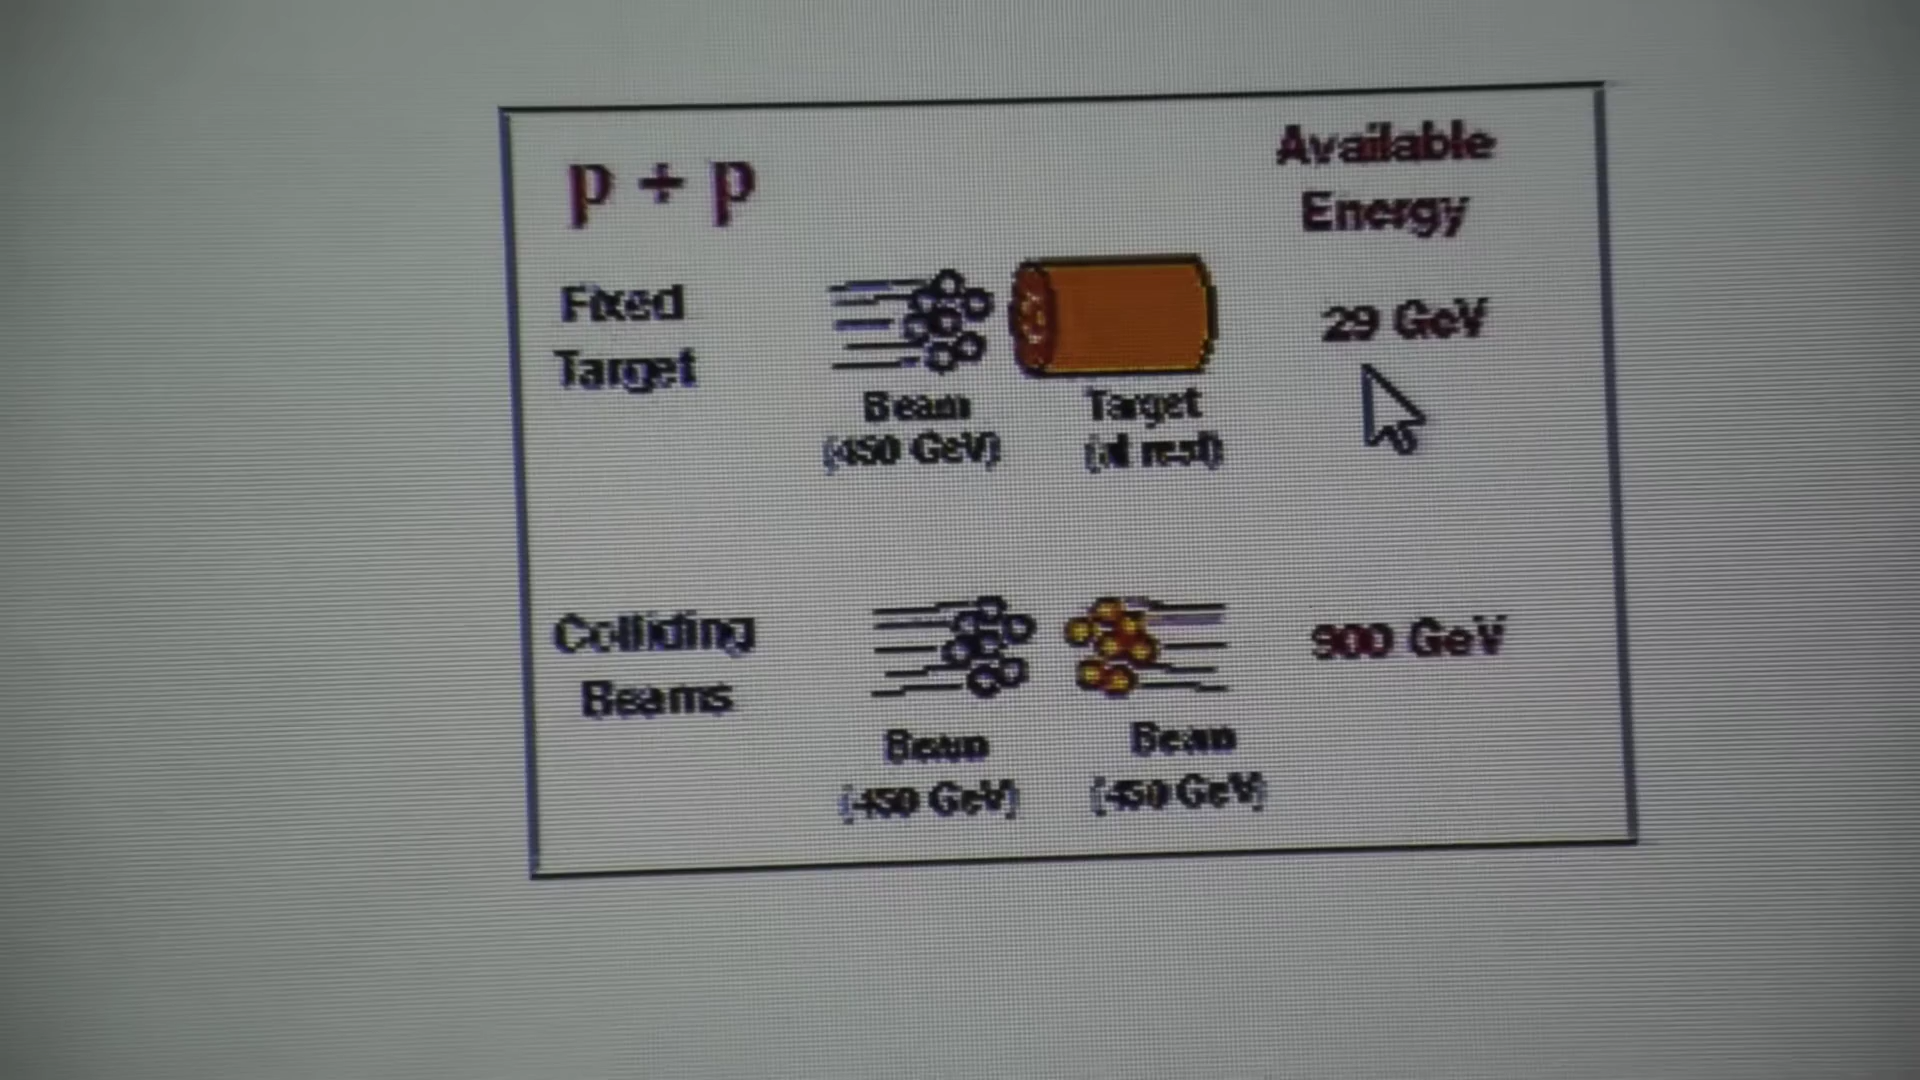 p + p
Available
Energy
Fixed
Target
29 GeV
Beam
(450 GeV)
Target
(at rest)
Colliding
Beams
900 GeV
Beam
(450 GeV)
Beam
(450 GeV)